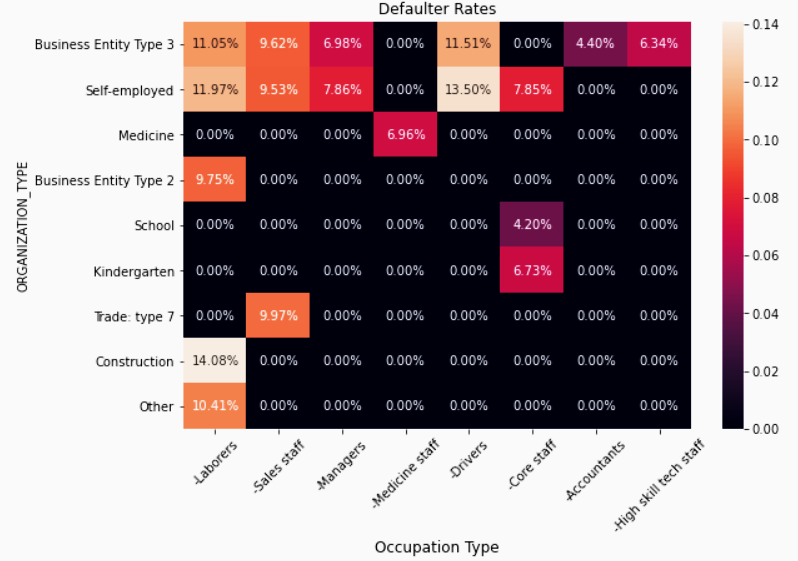 Defaulter Rates
ORGANIZATION_TYPE
Business Entity Type 3 11.05% 9.62% 6.98% 0.00% 11.51% 0.00% 4.40% 6.34%
Self-employed 11.97% 9.53% 7.86% 0.00% 13.50% 7.85% 0.00% 0.00%
Medicine 0.00% 0.00% 0.00% 6.96% 0.00% 0.00% 0.00% 0.00%
Business Entity Type 2 9.75% 0.00% 0.00% 0.00% 0.00% 0.00% 0.00% 0.00%
School 0.00% 0.00% 0.00% 0.00% 0.00% 4.20% 0.00% 0.00%
Kindergarten 0.00% 0.00% 0.00% 0.00% 0.00% 6.73% 0.00% 0.00%
Trade: type 7 0.00% 9.97% 0.00% 0.00% 0.00% 0.00% 0.00% 0.00%
Construction 14.08% 0.00% 0.00% 0.00% 0.00% 0.00% 0.00% 0.00%
Other 10.41% 0.00% 0.00% 0.00% 0.00% 0.00% 0.00% 0.00%
-Laborers -Sales staff -Managers -Medicine staff -Drivers -Core staff -Accountants -High skill tech staff
Occupation Type
0.14
0.12
0.10
0.08
0.06
0.04
0.02
0.00